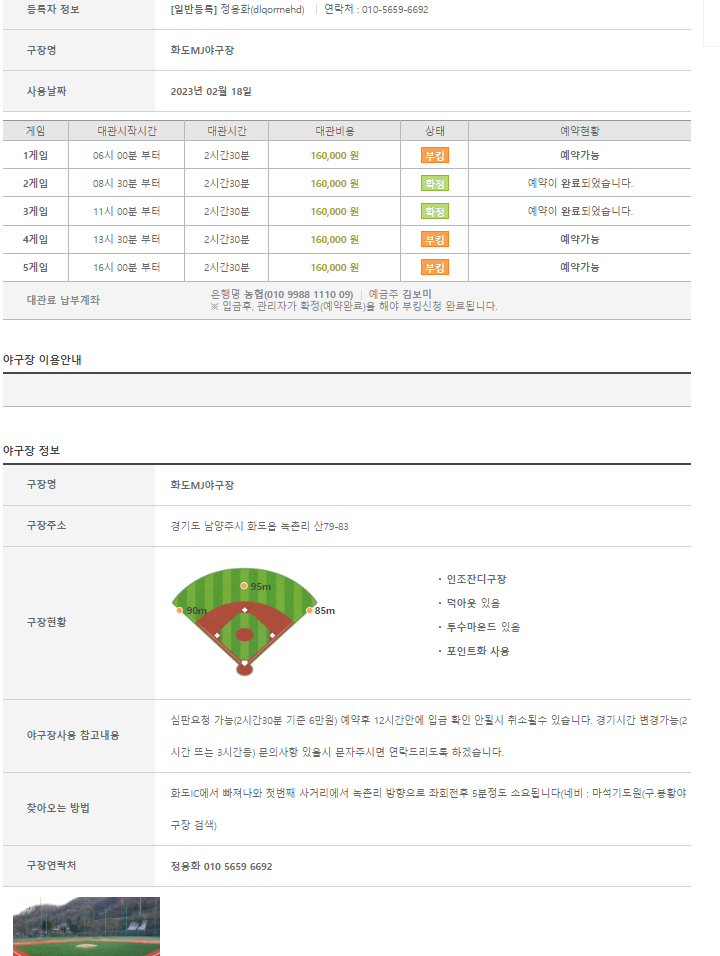 등록자 정보 [일반등록] 정용화(dlqorrnehd) | 연락처 : 010-5659-6692
구장명 화도MJ야구장
사용날짜 2023년 02월 18일
게임 대관시작시간 대관시간 대관비용 상태 예약현황
1게임 06시 00분 부터 2시간30분 160,000 원 부킹 예약가능
2게임 08시 30분 부터 2시간30분 160,000 원 확정 예약이 완료되었습니다.
3게임 11시 00분 부터 2시간30분 160,000 원 확정 예약이 완료되었습니다.
4게임 13시 30분 부터 2시간30분 160,000 원 부킹 예약가능
5게임 16시 00분 부터 2시간30분 160,000 원 부킹 예약가능
대관료 납부계좌 은행명 농협(010 9988 1110 09) | 예금주 김보미
※ 입금후, 관리자가 확정(예약완료)을 해야 부킹신청 완료됩니다.
야구장 이용안내
야구장 정보
구장명 화도MJ야구장
구장주소 경기도 남양주시 화도읍 녹촌리 산79-83
구장현황
95m
90m
85m
· 인조잔디구장
· 덕아웃 있음
· 투수마운드 있음
· 포인트화 사용
야구장사용 참고내용 심판요청 가능(2시간30분 기준 6만원) 예약후 12시간안에 입금 확인 안될시 취소될수 있습니다. 경기시간 변경가능(2
시간 또는 3시간등) 문의사항 있을시 문자주시면 연락드리도록 하겠습니다.
찾아오는 방법 화도IC에서 빠져나와 첫번째 사거리에서 녹촌리 방향으로 좌회전후 5분정도 소요됩니다(네비 : 마석기도원(구.봉황야
구장 검색)
구장연락처 정용화 010 5659 6692